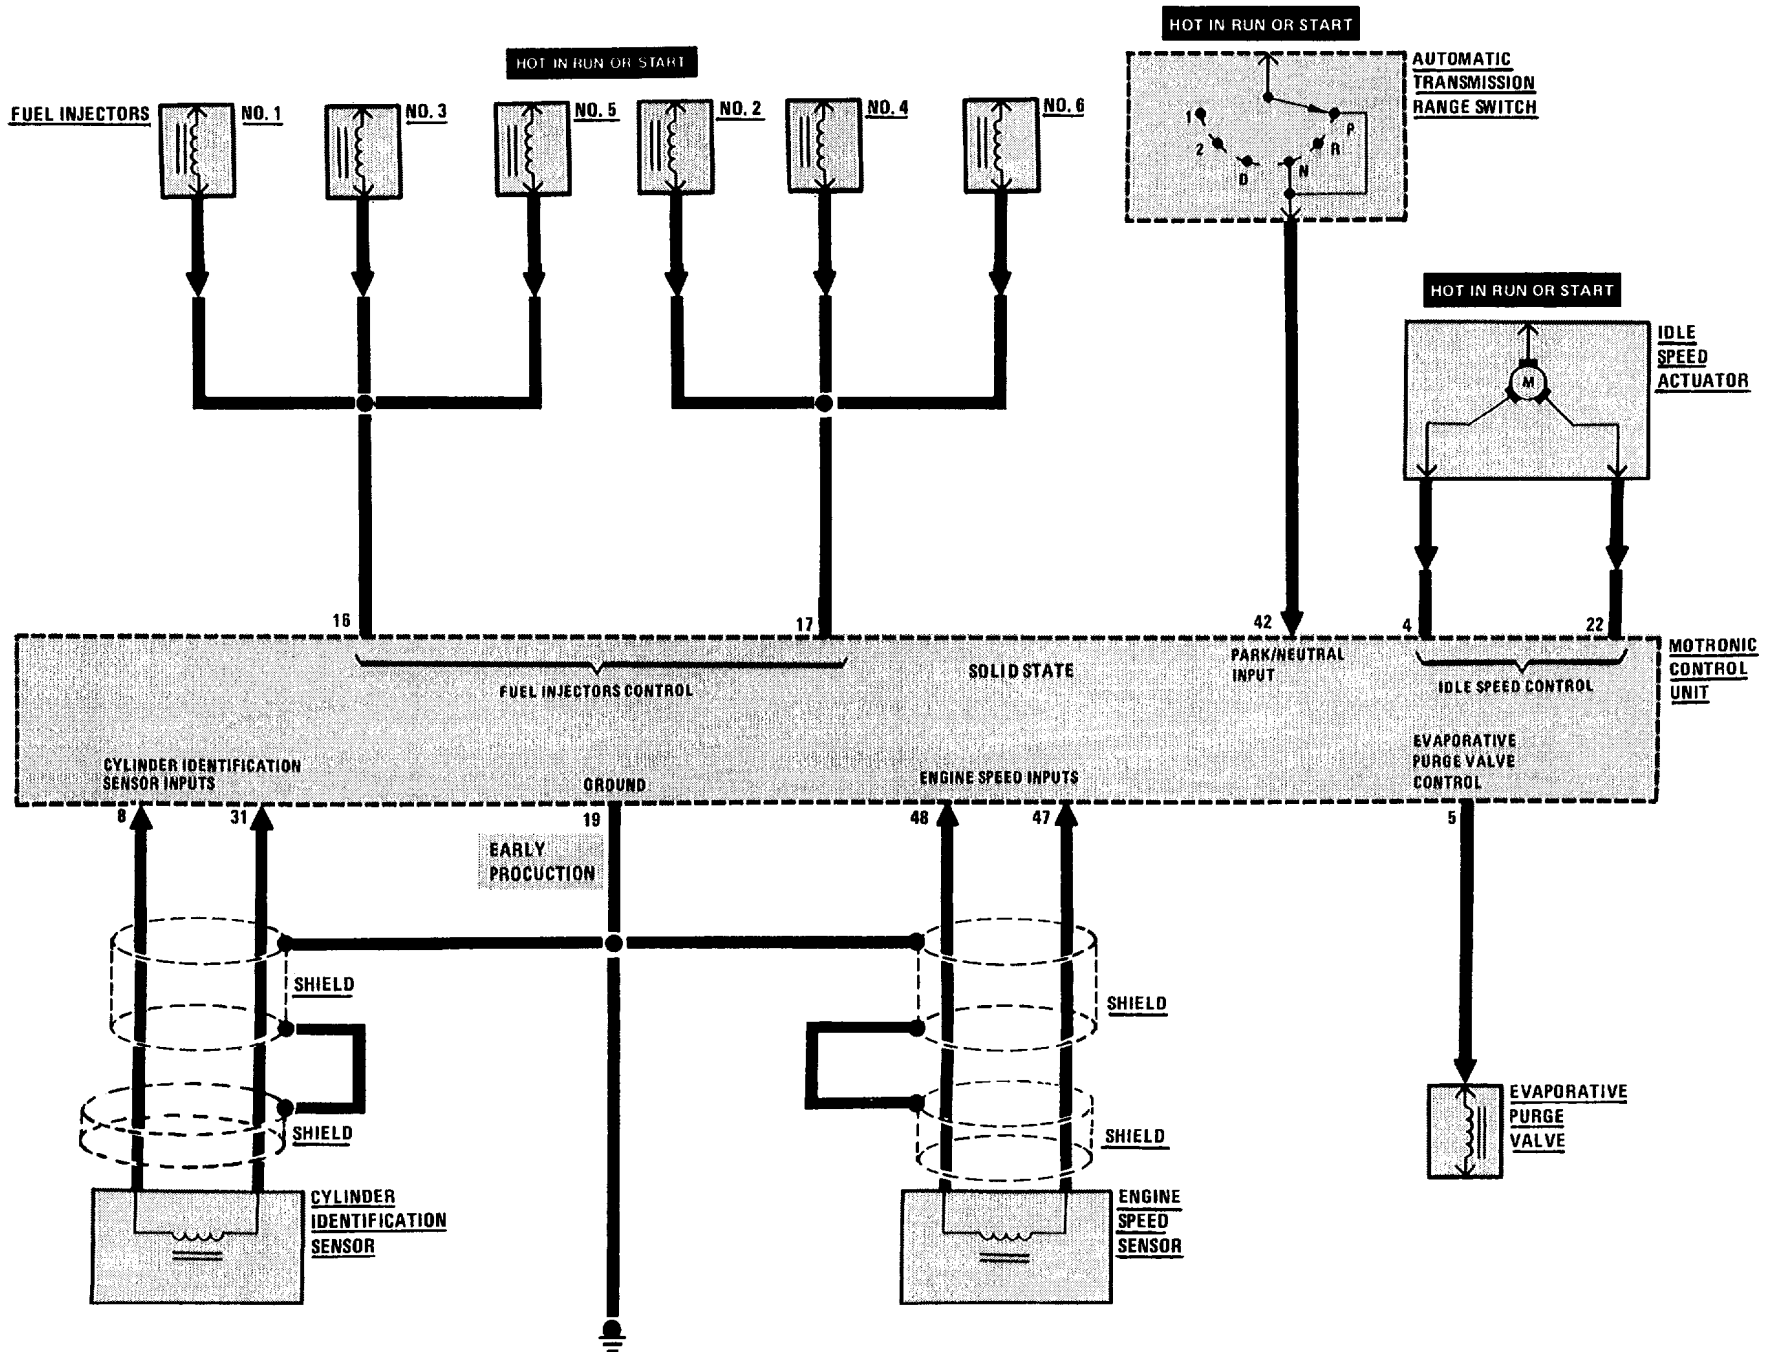 HOT IN RUN OR START
HOT IN RUN OR START
FUEL INJECTORS
NO. 1
NO. 3
NO. 5
NO. 2
NO. 4
NO. 6
AUTOMATIC
TRANSMISSION
RANGE SWITCH
1
2
D
N
R
P
HOT IN RUN OR START
IDLE
SPEED
ACTUATOR
M
16
17
42
4
22
MOTRONIC
CONTROL
UNIT
FUEL INJECTORS CONTROL
SOLID STATE
PARK/NEUTRAL
INPUT
IDLE SPEED CONTROL
CYLINDER IDENTIFICATION
SENSOR INPUTS
GROUND
ENGINE SPEED INPUTS
EVAPORATIVE
PURGE VALVE
CONTROL
8
31
19
48
47
5
EARLY
PROCUCTION
SHIELD
SHIELD
SHIELD
SHIELD
EVAPORATIVE
PURGE
VALVE
CYLINDER
IDENTIFICATION
SENSOR
ENGINE
SPEED
SENSOR